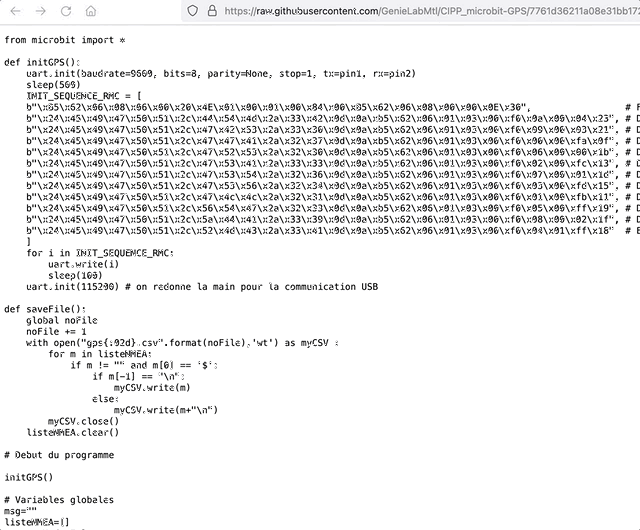 https://raw.githubusercontent.com/GenieLabMtl/CIPP_microbit-GPS/7761d36211a08e31bb172
from microbit import *
def initGPS():
uart.init(baudrate=9600, bits=8, parity=None, stop=1, tx=pin1, rx=pin2)
sleep(500)
INIT_SEQUENCE_RMC = [
b"\xB5\x62\x06\x08\x06\x00\x20\x4E\x01\x00\x01\x00\x84\x00\xB5\x62\x06\x08\x00\x00\x0E\x30",
b"\x24\x45\x49\x47\x50\x51\x2c\x44\x54\x4d\x2a\x33\x42\x0d\x0a\xb5\x62\x06\x01\x03\x00\xf0\x0a\x00\x04\x23", # D
b"\x24\x45\x49\x47\x50\x51\x2c\x47\x42\x53\x2a\x33\x30\x0d\x0a\xb5\x62\x06\x01\x03\x00\xf0\x09\x00\x03\x21", # D
b"\x24\x45\x49\x47\x50\x51\x2c\x47\x47\x41\x2a\x32\x37\x0d\x0a\xb5\x62\x06\x01\x03\x00\xf0\x00\x00\xfa\x0f", # D
b"\x24\x45\x49\x47\x50\x51\x2c\x47\x52\x53\x2a\x32\x30\x0d\x0a\xb5\x62\x06\x01\x03\x00\xf0\x06\x00\x00\x1b", # D
b"\x24\x45\x49\x47\x50\x51\x2c\x47\x53\x41\x2a\x33\x33\x0d\x0a\xb5\x62\x06\x01\x03\x00\xf0\x02\x00\xfc\x13", #
b"\x24\x45\x49\x47\x50\x51\x2c\x47\x53\x54\x2a\x32\x36\x0d\x0a\xb5\x62\x06\x01\x03\x00\xf0\x07\x00\x01\x1d", # D
b"\x24\x45\x49\x47\x50\x51\x2c\x47\x53\x56\x2a\x32\x34\x0d\x0a\xb5\x62\x06\x01\x03\x00\xf0\x03\x00\xfd\x15", # D
b"\x24\x45\x49\x47\x50\x51\x2c\x47\x4c\x4c\x2a\x32\x31\x0d\x0a\xb5\x62\x06\x01\x03\x00\xf0\x01\x00\xfb\x11", # D
b"\x24\x45\x49\x47\x50\x51\x2c\x56\x54\x47\x2a\x32\x33\x0d\x0a\xb5\x62\x06\x01\x03\x00\xf0\x05\x00\xff\x19", # D
b"\x24\x45\x49\x47\x50\x51\x2c\x5a\x44\x41\x2a\x33\x39\x0d\x0a\xb5\x62\x06\x01\x03\x00\xf0\x08\x00\x02\x1f", # D
b"\x24\x45\x49\x47\x50\x51\x2c\x52\x4d\x43\x2a\x33\x41\x0d\x0a\xb5\x62\x06\x01\x03\x00\xf0\x04\x01\xff\x18" # E
]
for i in INIT_SEQUENCE_RMC:
uart.write(i)
sleep(100)
uart.init(115200) # on redonne la main pour la communication USB
def saveFile():
global noFile
noFile += 1
with open("gps{:02d}.csv".format(noFile),'wt') as myCSV :
for m in listeNMEA:
if m != "" and m[0] == '$':
if m[-1] == "\n":
myCSV.write(m)
else:
myCSV.write(m+"\n")
myCSV.close()
listeNMEA.clear()
# Debut du programme
initGPS()
# Variables globales
msg=""
listeNMEA=[]